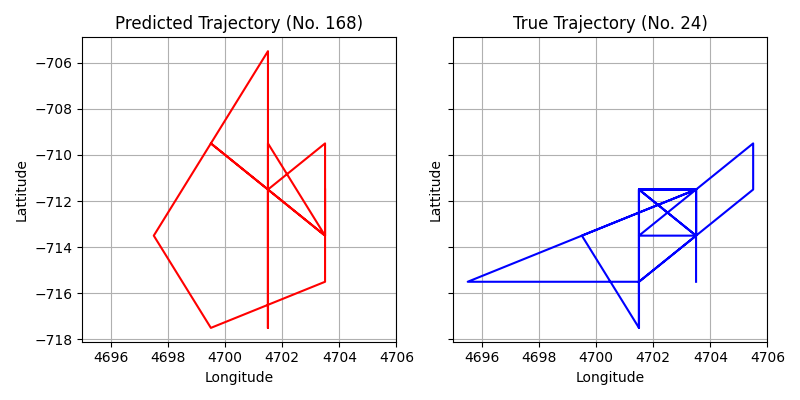 Predicted Trajectory (No. 168)
True Trajectory (No. 24)
−706
−708
−710
−712
−714
−716
−718
Lattitude
Lattitude
4696 4698 4700 4702 4704 4706
4696 4698 4700 4702 4704 4706
Longitude
Longitude